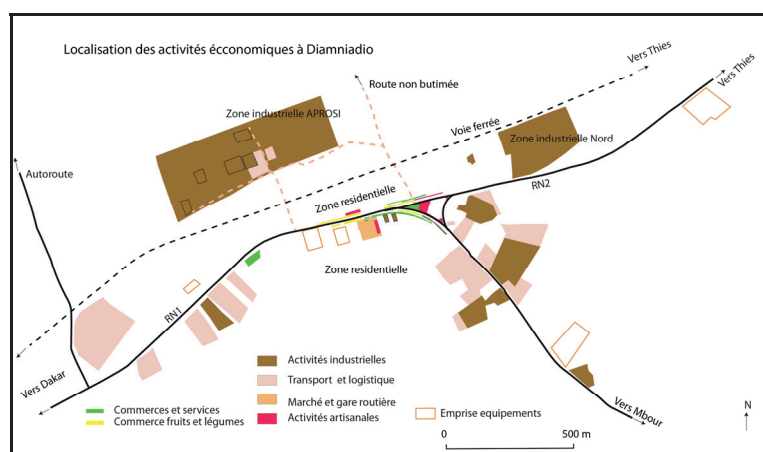 Localisation des activités écconomiques à Diamniadio
Vers Thies
Vers Thies
Route non butimée
Zone industrielle APROSI
Voie ferrée
Zone industrielle Nord
Autoroute
RN2
Zone residentielle
Zone residentielle
RN1
Vers Dakar
Vers Mbour
Activités industrielles
Transport et logistique
Marché et gare routière
Activités artisanales
Commerces et services
Commerce fruits et légumes
Emprise equipements
N
0 500 m